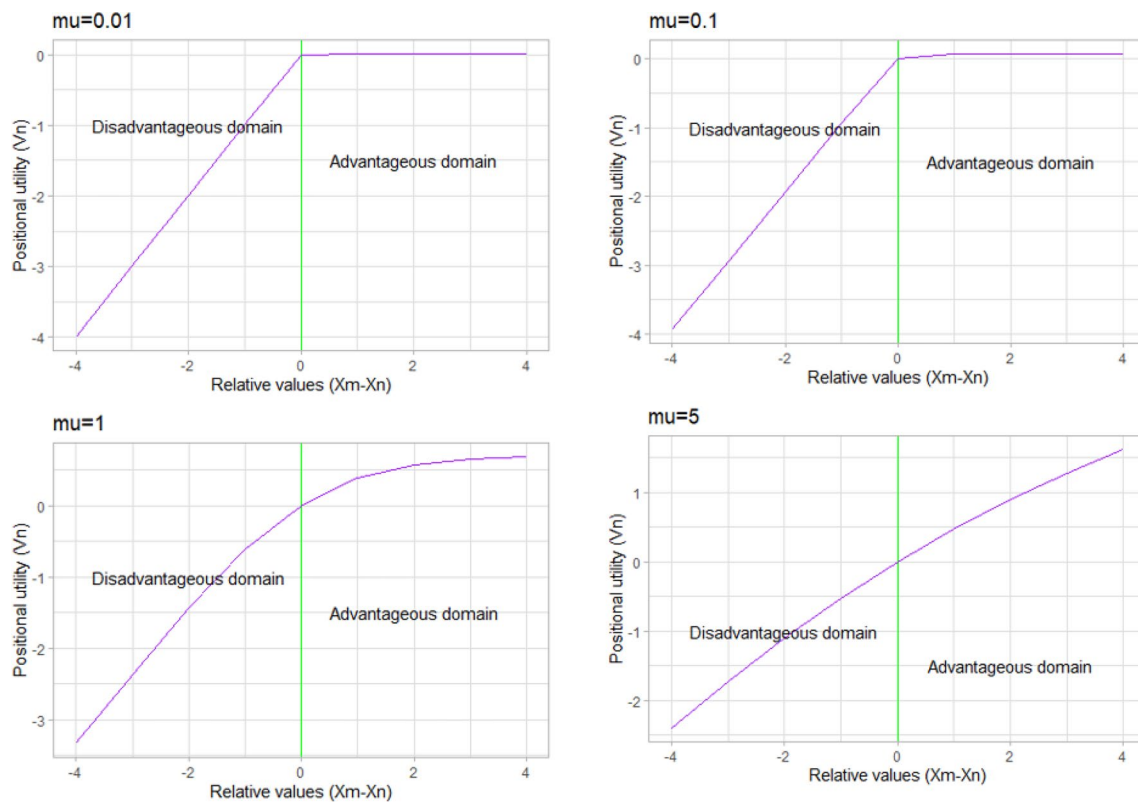 mu=0.01
0
-1
-2
-3
-4
Positional utility (Vn)
Disadvantageous domain
Advantageous domain
-4
-2
0
2
4
Relative values (Xm-Xn)
mu=0.1
0
-1
-2
-3
-4
Positional utility (Vn)
Disadvantageous domain
Advantageous domain
-4
-2
0
2
4
Relative values (Xm-Xn)
mu=1
0
-1
-2
-3
Positional utility (Vn)
Disadvantageous domain
Advantageous domain
-4
-2
0
2
4
Relative values (Xm-Xn)
mu=5
1
0
-1
-2
Positional utility (Vn)
Disadvantageous domain
Advantageous domain
-4
-2
0
2
4
Relative values (Xm-Xn)